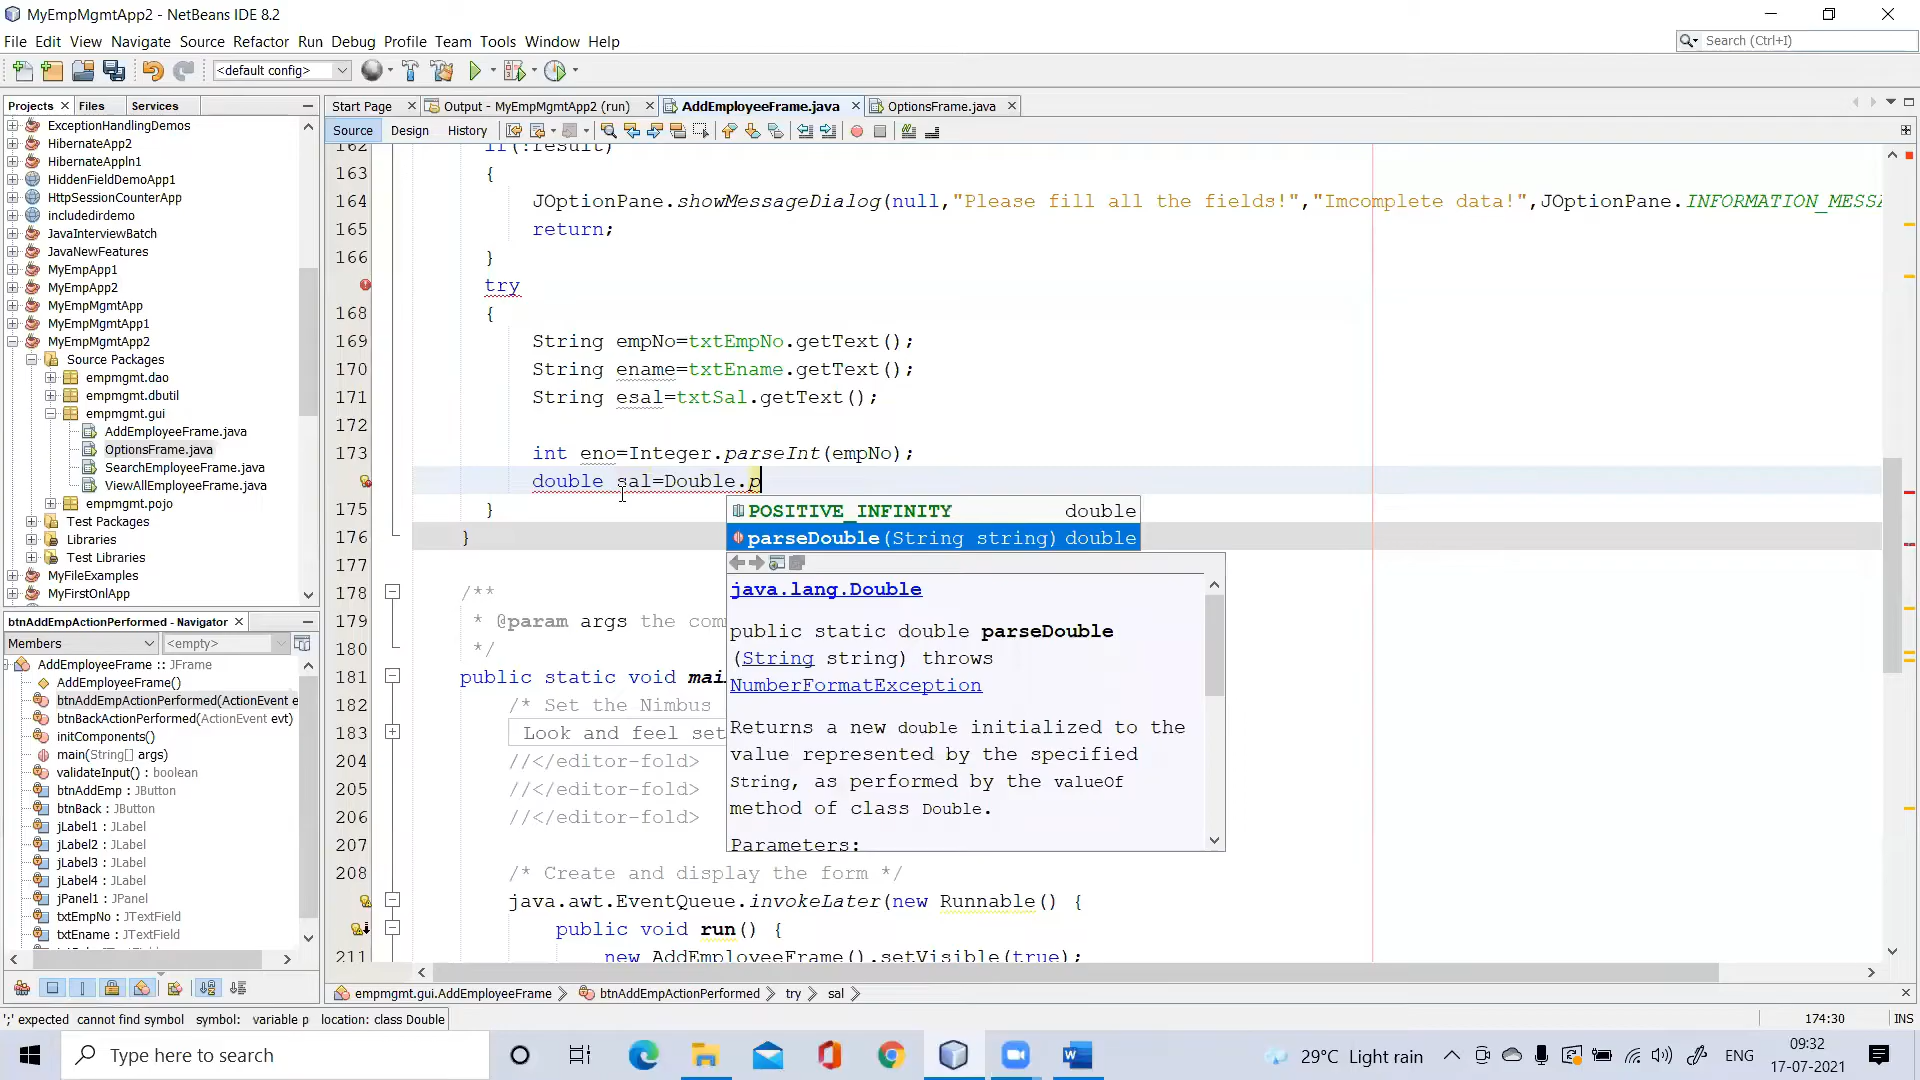 MyEmpMgmtApp2 - NetBeans IDE 8.2
File Edit View Navigate Source Refactor Run Debug Profile Team Tools Window Help
Search (Ctrl+I)
<default config>
Projects Files Services
Start Page Output - MyEmpMgmtApp2 (run) AddEmployeeFrame.java OptionsFrame.java
Source Design History
ExceptionHandlingDemos
HibernateApp2
HibernateAppln1
HiddenFieldDemoApp1
HttpSessionCounterApp
includedirdemo
JavaInterviewBatch
JavaNewFeatures
MyEmpApp1
MyEmpApp2
MyEmpMgmtApp
MyEmpMgmtApp1
MyEmpMgmtApp2
Source Packages
empmgmt.dao
empmgmt.dbutil
empmgmt.gui
AddEmployeeFrame.java
OptionsFrame.java
SearchEmployeeFrame.java
ViewAllEmployeeFrame.java
empmgmt.pojo
Test Packages
Libraries
Test Libraries
MyFileExamples
MyFirstOnlApp
btnAddEmpActionPerformed - Navigator
Members <empty>
AddEmployeeFrame :: JFrame
AddEmployeeFrame()
btnAddEmpActionPerformed(ActionEvent e
btnBackActionPerformed(ActionEvent evt)
initComponents()
main(String[] args)
validateInput() : boolean
btnAddEmp : JButton
btnBack : JButton
jLabel1 : JLabel
jLabel2 : JLabel
jLabel3 : JLabel
jLabel4 : JLabel
jPanel1 : JPanel
txtEmpNo : JTextField
txtEname : JTextField
162 if(!result)
163 {
164 JOptionPane.showMessageDialog(null,"Please fill all the fields!","Imcomplete data!",JOptionPane.INFORMATION_MESSA
165 return;
166 }
try
168 {
169 String empNo=txtEmpNo.getText();
170 String ename=txtEname.getText();
171 String esal=txtSal.getText();
172
173 int eno=Integer.parseInt(empNo);
double sal=Double.p
175 }
176 }
177
178 /**
179 * @param args the com
180 */
181 public static void mai
182 /* Set the Nimbus
183 Look and feel set
204 //</editor-fold>
205 //</editor-fold>
206 //</editor-fold>
207
208 /* Create and display the form */
java.awt.EventQueue.invokeLater(new Runnable() {
public void run() {
211 new AddEmployeeFrame().setVisible(true);
POSITIVE_INFINITY double
parseDouble(String string) double
java.lang.Double
public static double parseDouble
(String string) throws
NumberFormatException
Returns a new double initialized to the
value represented by the specified
String, as performed by the valueOf
method of class Double.
Parameters:
empmgmt.gui.AddEmployeeFrame btnAddEmpActionPerformed try sal
';' expected cannot find symbol symbol: variable p location: class Double
174:30 INS
Type here to search
29°C Light rain
ENG
09:32
17-07-2021